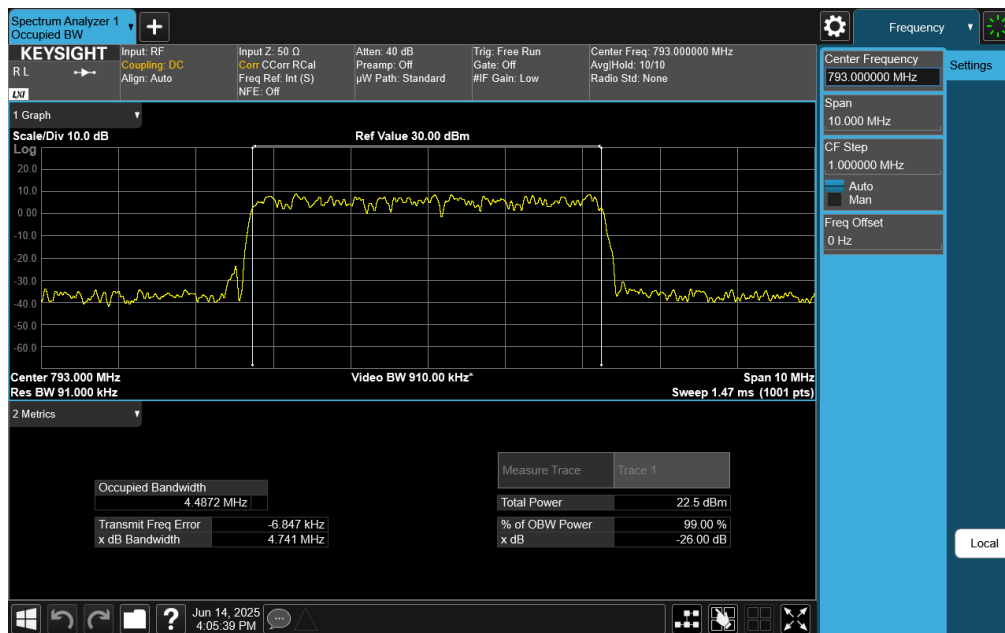 Spectrum Analyzer 1
Occupied BW
Frequency
KEYSIGHT
R L
LXI
Input: RF
Coupling: DC
Align: Auto
Input Z: 50 Ω
Corr CCorr RCal
Freq Ref: Int (S)
NFE: Off
Atten: 40 dB
Preamp: Off
µW Path: Standard
Trig: Free Run
Gate: Off
#IF Gain: Low
Center Freq: 793.000000 MHz
Avg|Hold: 10/10
Radio Std: None
Center Frequency
793.000000 MHz
Settings
Span
10.000 MHz
CF Step
1.000000 MHz
Auto
Man
Freq Offset
0 Hz
1 Graph
Scale/Div 10.0 dB
Ref Value 30.00 dBm
Log
20.0
10.0
0.00
-10.0
-20.0
-30.0
-40.0
-50.0
-60.0
Center 793.000 MHz
Video BW 910.00 kHz*
Span 10 MHz
Res BW 91.000 kHz
Sweep 1.47 ms (1001 pts)
2 Metrics
Measure Trace Trace 1
Occupied Bandwidth
4.4872 MHz
Total Power 22.5 dBm
Transmit Freq Error -6.847 kHz
% of OBW Power 99.00 %
x dB Bandwidth 4.741 MHz
x dB -26.00 dB
Local
Jun 14, 2025
4:05:39 PM